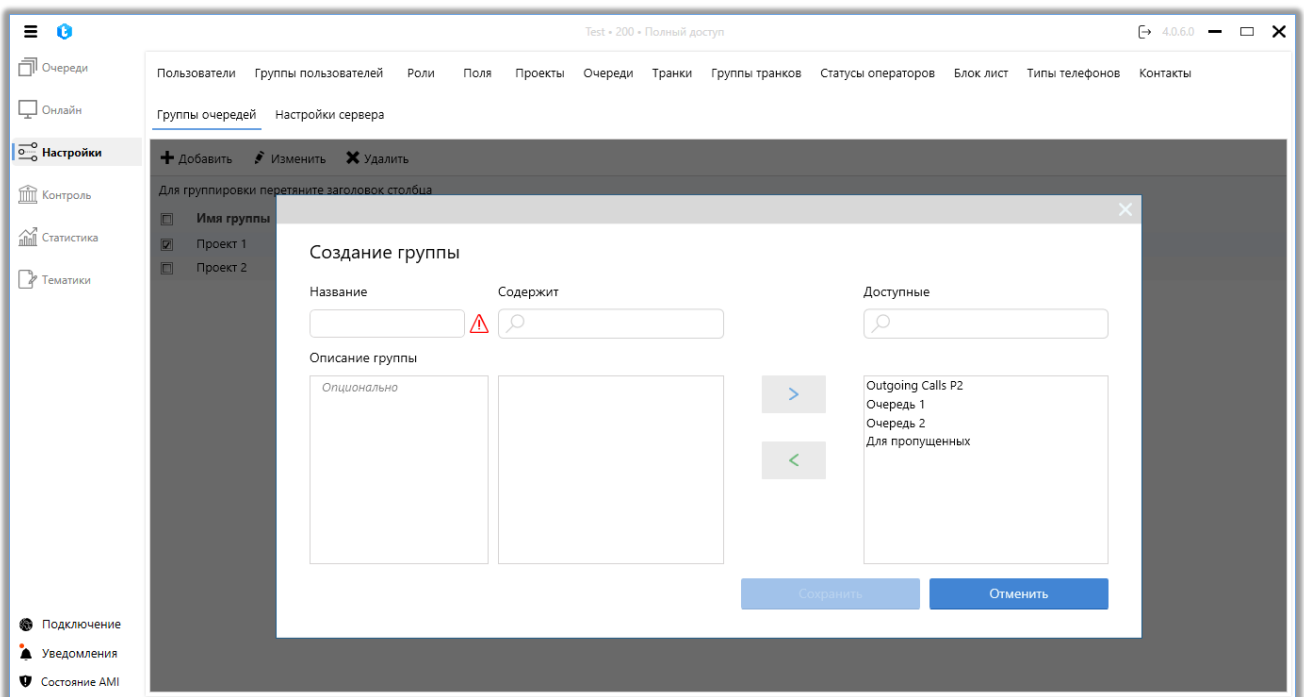 Test • 200 • Полный доступ
4.0.6.0
Очереди
Онлайн
Настройки
Контроль
Статистика
Тематики
Подключение
Уведомления
Состояние AMI
Пользователи Группы пользователей Роли Поля Проекты Очереди Транки Группы транков Статусы операторов Блок лист Типы телефонов Контакты
Группы очередей Настройки сервера
Добавить Изменить Удалить
Для группировки перетяните заголовок столбца
Имя группы
Проект 1
Проект 2
Создание группы
Название Содержит Доступные
Описание группы
Опционально
Outgoing Calls P2
Очередь 1
Очередь 2
Для пропущенных
Сохранить Отменить